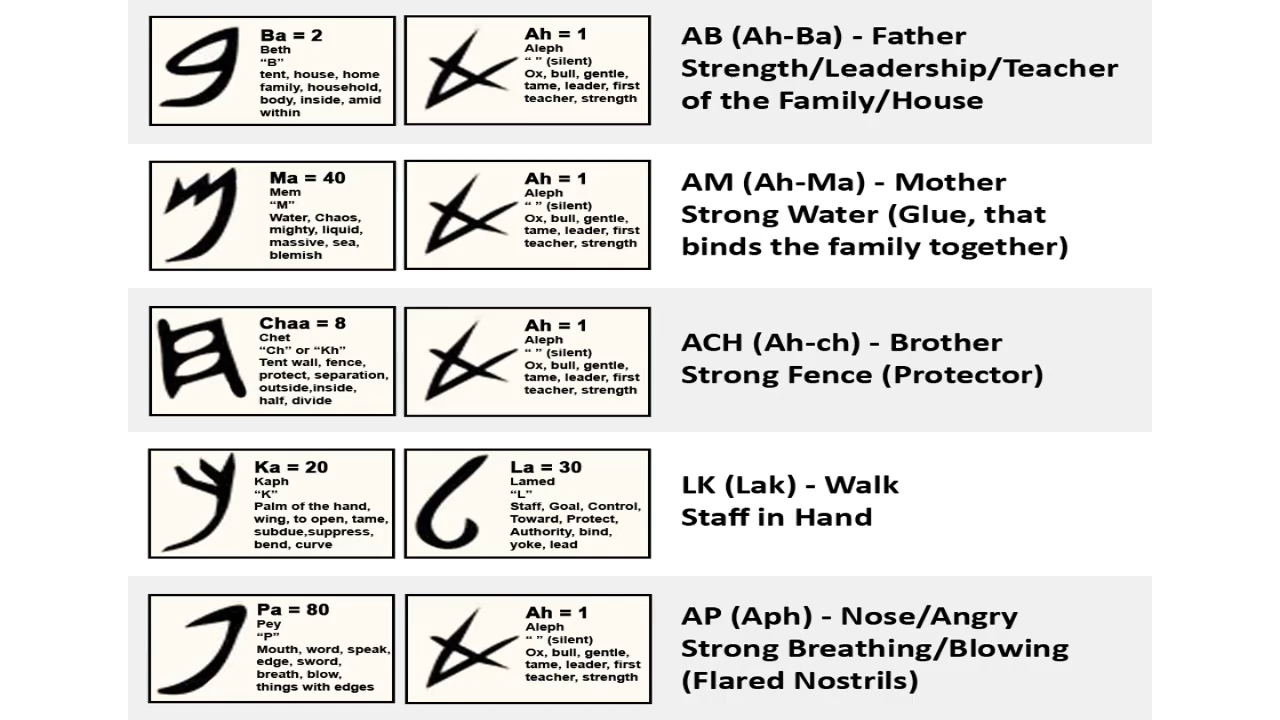 𐤁
Ba = 2
Beth
“B”
tent, house, home
family, household,
body, inside, amid
within
𐤀
Ah = 1
Aleph
“ ” (silent)
Ox, bull, gentle,
tame, leader, first
teacher, strength
AB (Ah-Ba) - Father
Strength/Leadership/Teacher
of the Family/House
𐤌
Ma = 40
Mem
“M”
Water, Chaos,
mighty, liquid,
massive, sea,
blemish
𐤀
Ah = 1
Aleph
“ ” (silent)
Ox, bull, gentle,
tame, leader, first
teacher, strength
AM (Ah-Ma) - Mother
Strong Water (Glue, that
binds the family together)
𐤇
Chaa = 8
Chet
“Ch” or “Kh”
Tent wall, fence,
protect, separation,
outside,inside,
half, divide
𐤀
Ah = 1
Aleph
“ ” (silent)
Ox, bull, gentle,
tame, leader, first
teacher, strength
ACH (Ah-ch) - Brother
Strong Fence (Protector)
𐤊
Ka = 20
Kaph
“K”
Palm of the hand,
wing, to open, tame,
subdue,suppress,
bend, curve
𐤋
La = 30
Lamed
“L”
Staff, Goal, Control,
Toward, Protect,
Authority, bind,
yoke, lead
LK (Lak) - Walk
Staff in Hand
𐤐
Pa = 80
Pey
“P”
Mouth, word, speak,
edge, sword,
breath, blow,
things with edges
𐤀
Ah = 1
Aleph
“ ” (silent)
Ox, bull, gentle,
tame, leader, first
teacher, strength
AP (Aph) - Nose/Angry
Strong Breathing/Blowing
(Flared Nostrils)